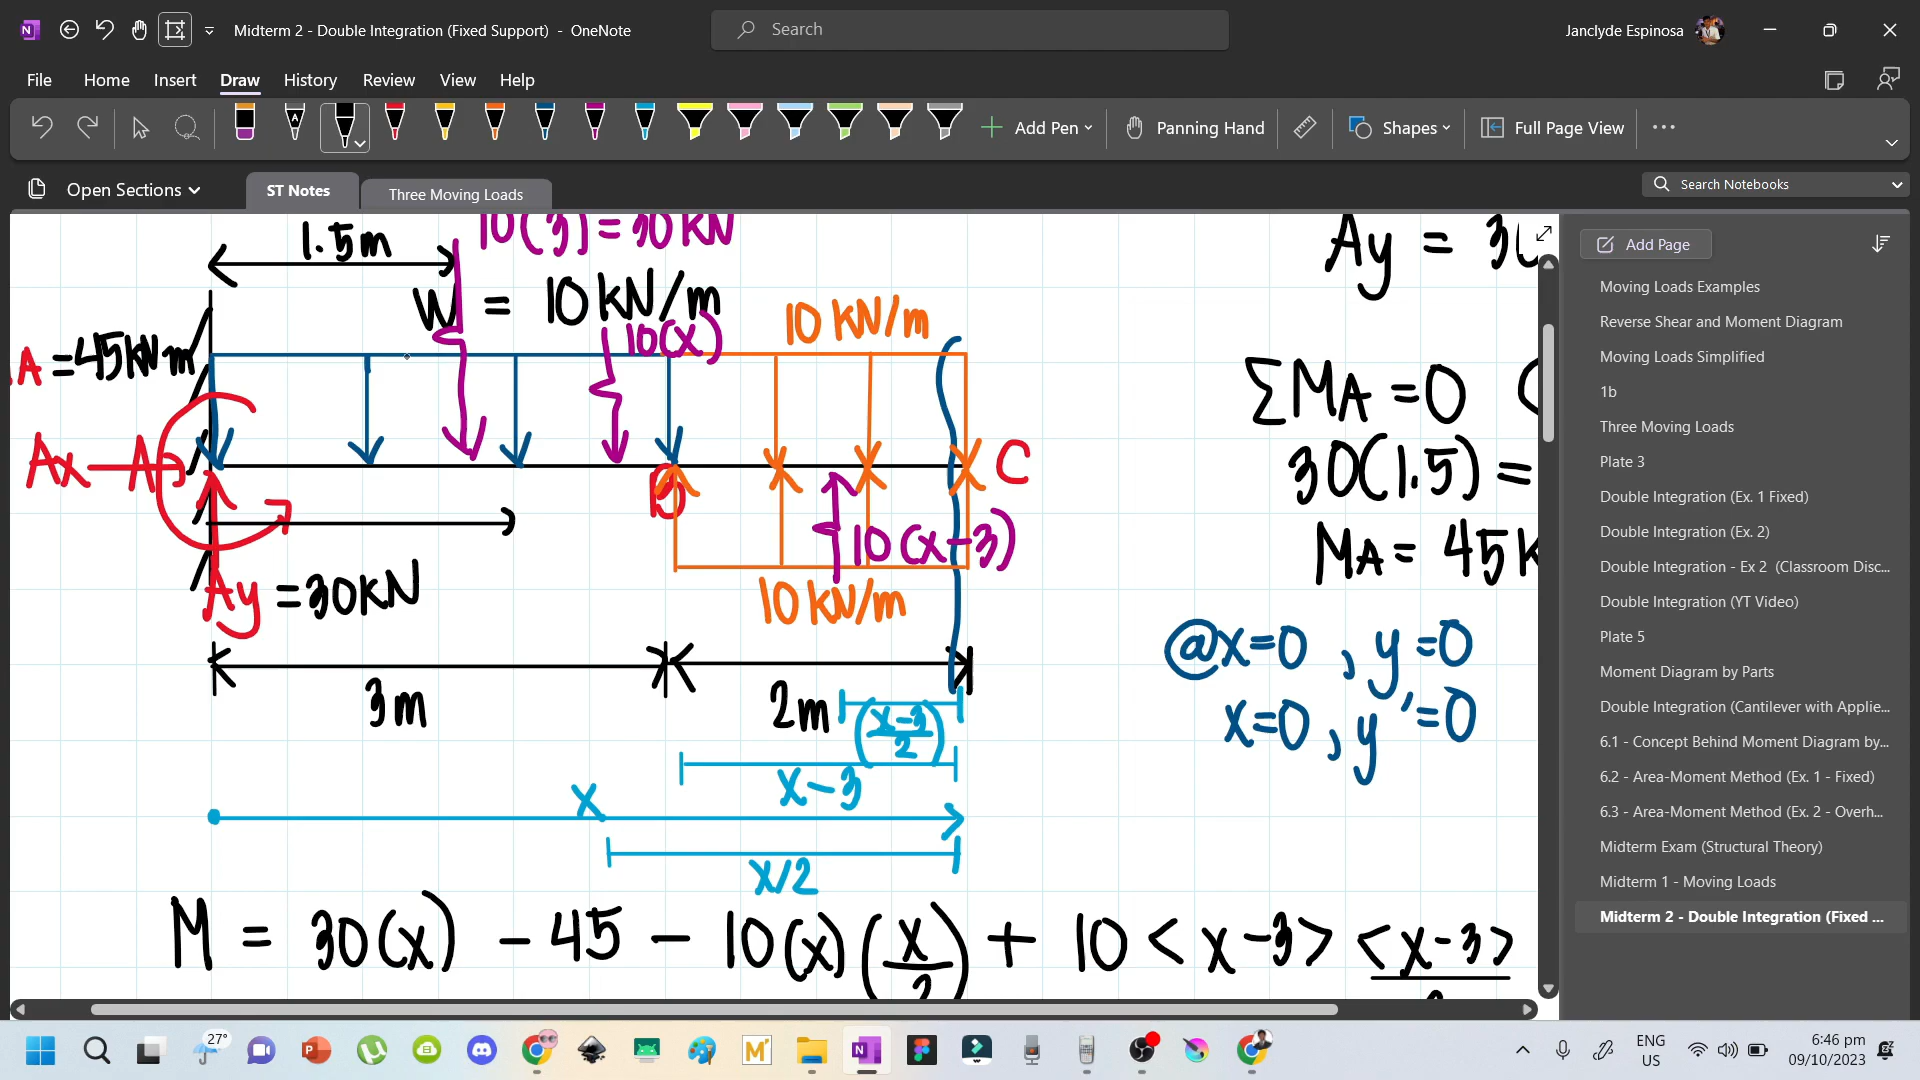 Midterm 2 - Double Integration (Fixed Support) - OneNote
Search
Janclyde Espinosa
File Home Insert Draw History Review View Help
Add Pen
Panning Hand
Shapes
Full Page View
Open Sections
ST Notes
Three Moving Loads
Search Notebooks
Add Page
Moving Loads Examples
Reverse Shear and Moment Diagram
Moving Loads Simplified
1b
Three Moving Loads
Plate 3
Double Integration (Ex. 1 Fixed)
Double Integration (Ex. 2)
Double Integration - Ex 2 (Classroom Disc...
Double Integration (YT Video)
Plate 5
Moment Diagram by Parts
Double Integration (Cantilever with Applie...
6.1 - Concept Behind Moment Diagram by...
6.2 - Area-Moment Method (Ex. 1 - Fixed)
6.3 - Area-Moment Method (Ex. 2 - Overh...
Midterm Exam (Structural Theory)
Midterm 1 - Moving Loads
Midterm 2 - Double Integration (Fixed ...
1.5m
10(3)=30KN
W = 10KN/m
10(x)
10 KN/m
A =45KNm
Ax
A
B
C
10(x-3)
Ay =30KN
10 KN/m
3m
2m
(x-3/2)
x-3
x
x/2
M = 30(x) - 45 - 10(x)(x/2) + 10<x-3> <x-3>
Ay = 30
ΣMA =0
30(1.5) =
MA = 45K
@x=0 , y=0
x=0 , y'=0
27°
ENG
US
6:46 pm
09/10/2023